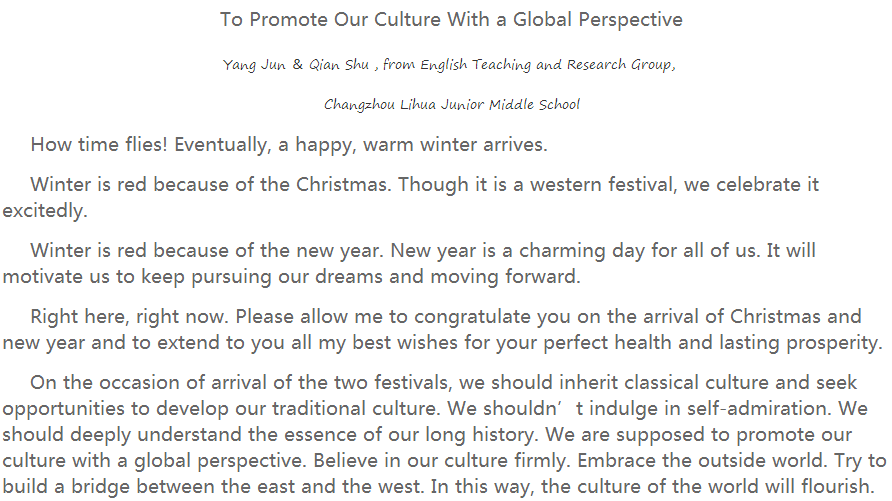 To Promote Our Culture With a Global Perspective
Yang Jun & Qian Shu , from English Teaching and Research Group,
Changzhou Lihua Junior Middle School
How time flies! Eventually, a happy, warm winter arrives.
Winter is red because of the Christmas. Though it is a western festival, we celebrate it
excitedly.
Winter is red because of the new year. New year is a charming day for all of us. It will
motivate us to keep pursuing our dreams and moving forward.
Right here, right now. Please allow me to congratulate you on the arrival of Christmas and
new year and to extend to you all my best wishes for your perfect health and lasting prosperity.
On the occasion of arrival of the two festivals, we should inherit classical culture and seek
opportunities to develop our traditional culture. We shouldn’t indulge in self-admiration. We
should deeply understand the essence of our long history. We are supposed to promote our
culture with a global perspective. Believe in our culture firmly. Embrace the outside world. Try to
build a bridge between the east and the west. In this way, the culture of the world will flourish.